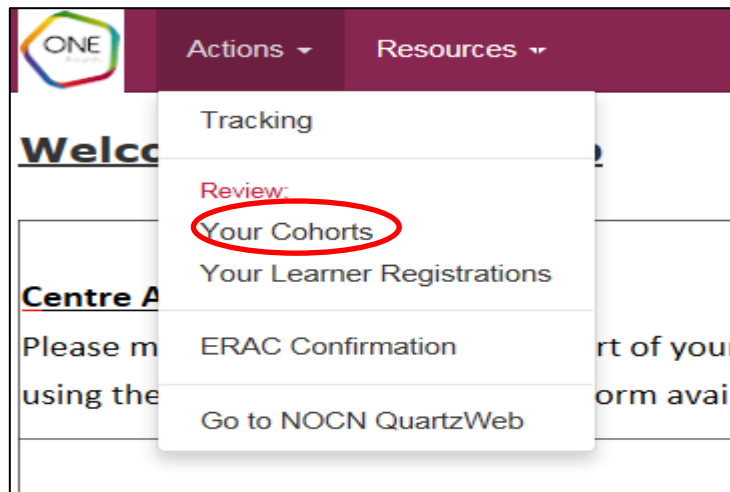 ONE
Awards
Actions
Resources
Tracking
Welco
Review:
Your Cohorts
Your Learner Registrations
Centre A
ERAC Confirmation
Please m
rt of your
using the
orm avai
Go to NOCN QuartzWeb